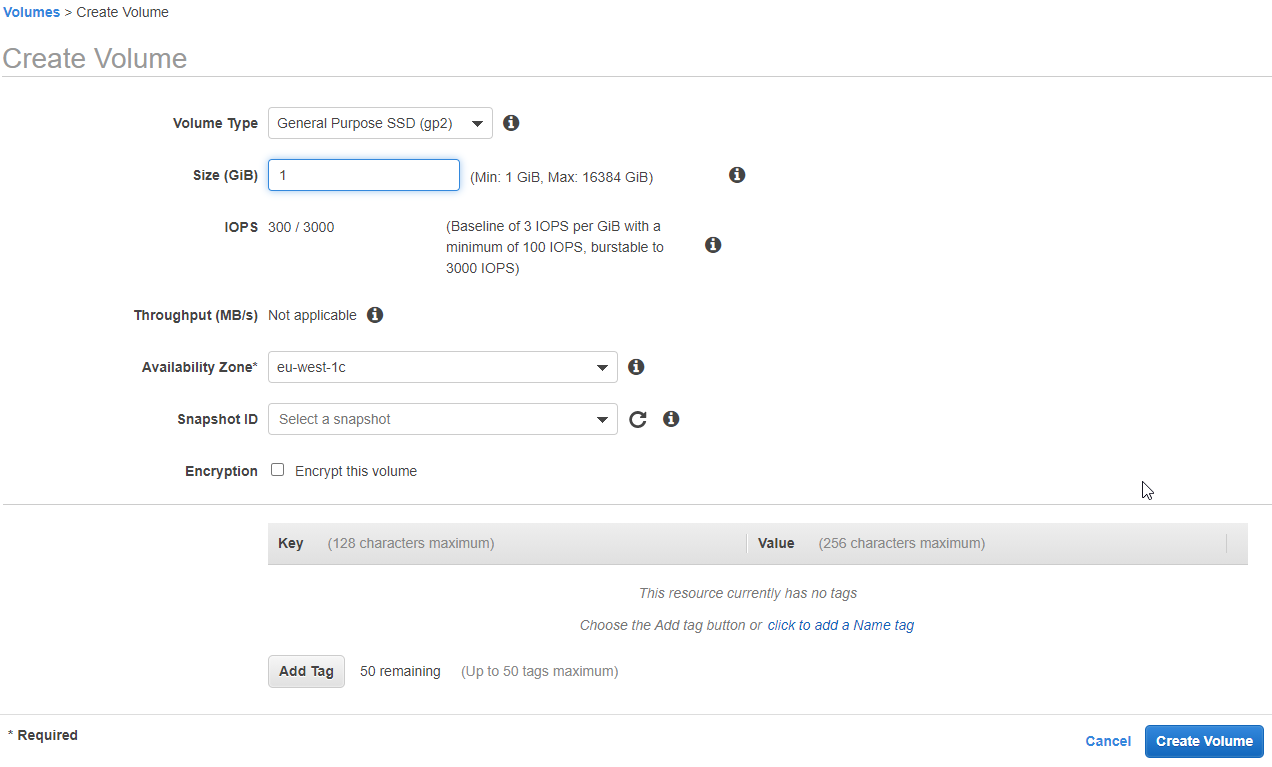 Volumes > Create Volume
Create Volume
Volume Type General Purpose SSD (gp2)
Size (GiB) 1 (Min: 1 GiB, Max: 16384 GiB)
IOPS 300 / 3000 (Baseline of 3 IOPS per GiB with a
minimum of 100 IOPS, burstable to
3000 IOPS)
Throughput (MB/s) Not applicable
Availability Zone* eu-west-1c
Snapshot ID Select a snapshot
Encryption Encrypt this volume
Key (128 characters maximum) Value (256 characters maximum)
This resource currently has no tags
Choose the Add tag button or click to add a Name tag
Add Tag 50 remaining (Up to 50 tags maximum)
* Required
Cancel Create Volume